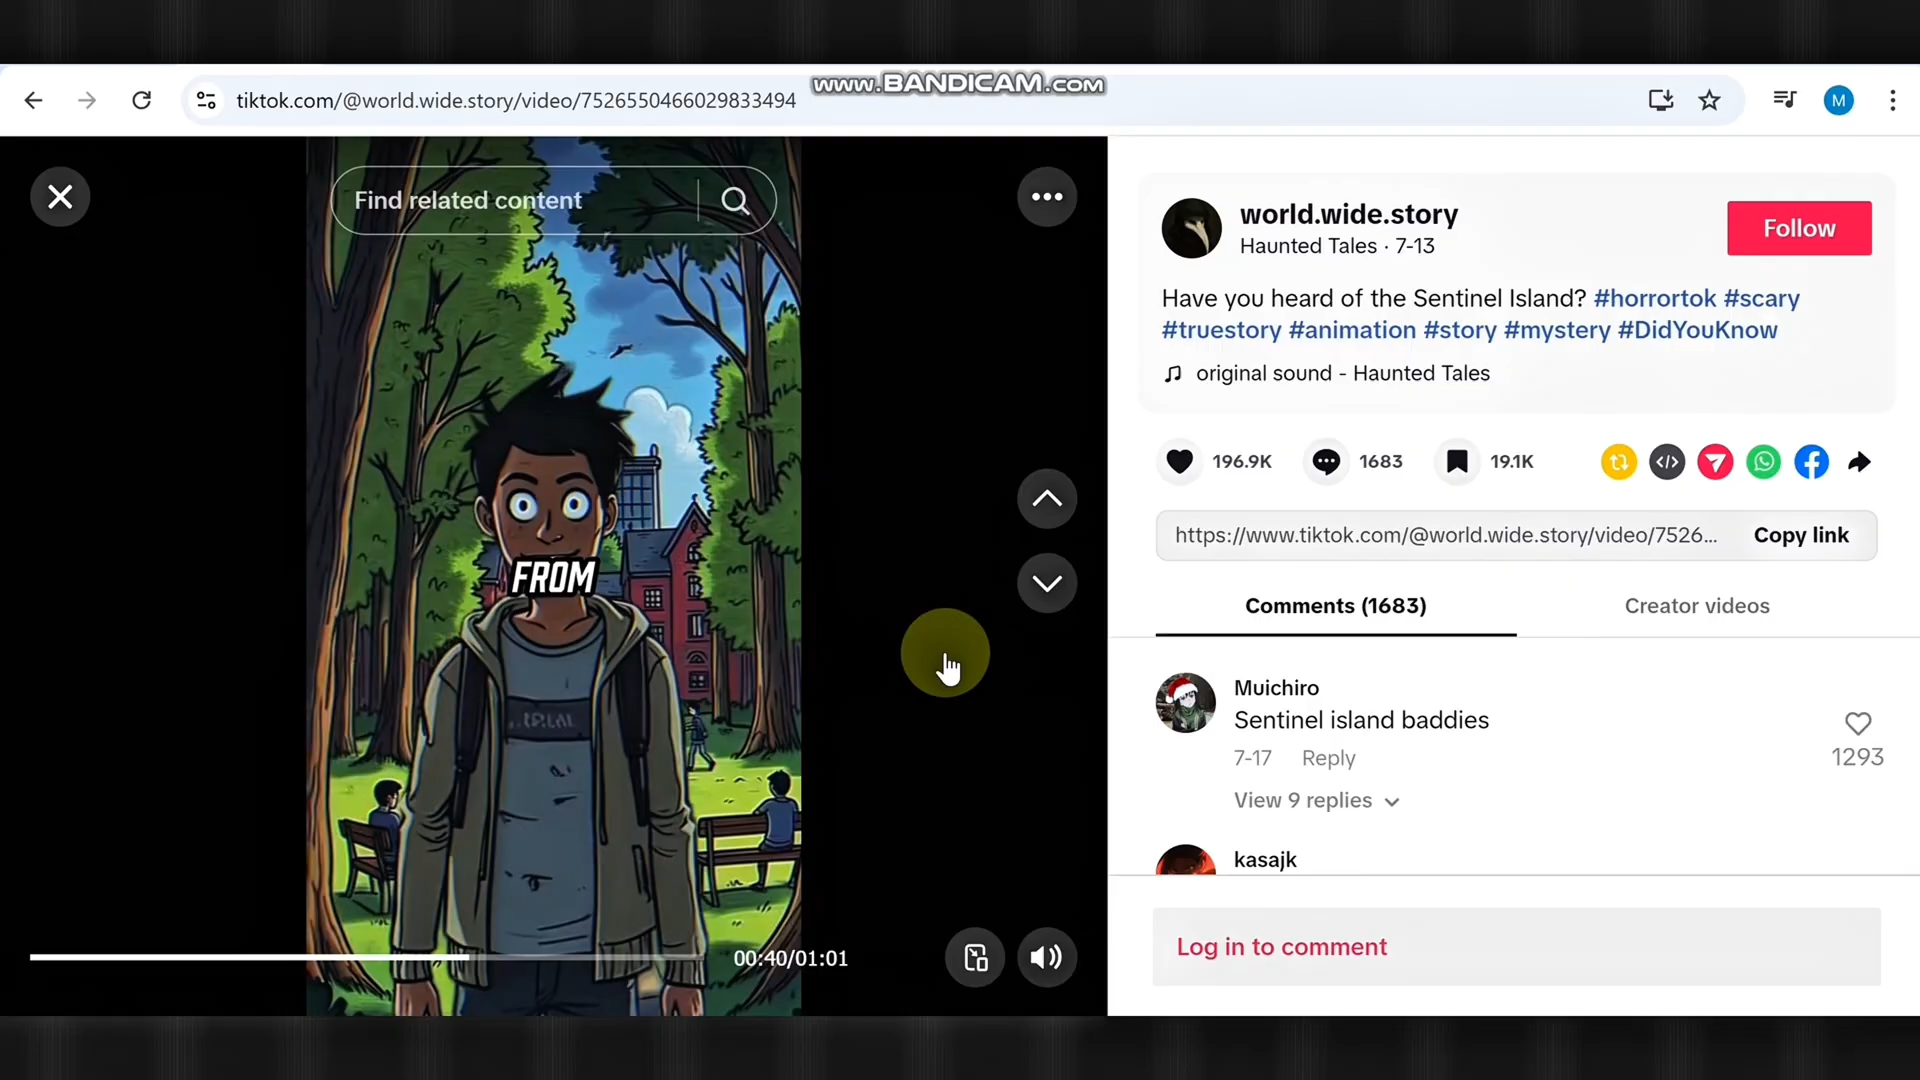 www.BANDICAM.com
tiktok.com/@world.wide.story/video/7526550466029833494
M
Find related content
FROM
00:40/01:01
world.wide.story
Haunted Tales · 7-13
Follow
Have you heard of the Sentinel Island? #horrortok #scary
#truestory #animation #story #mystery #DidYouKnow
original sound - Haunted Tales
196.9K
1683
19.1K
https://www.tiktok.com/@world.wide.story/video/7526...
Copy link
Comments (1683)
Creator videos
Muichiro
Sentinel island baddies
7-17
Reply
1293
View 9 replies
kasajk
Log in to comment